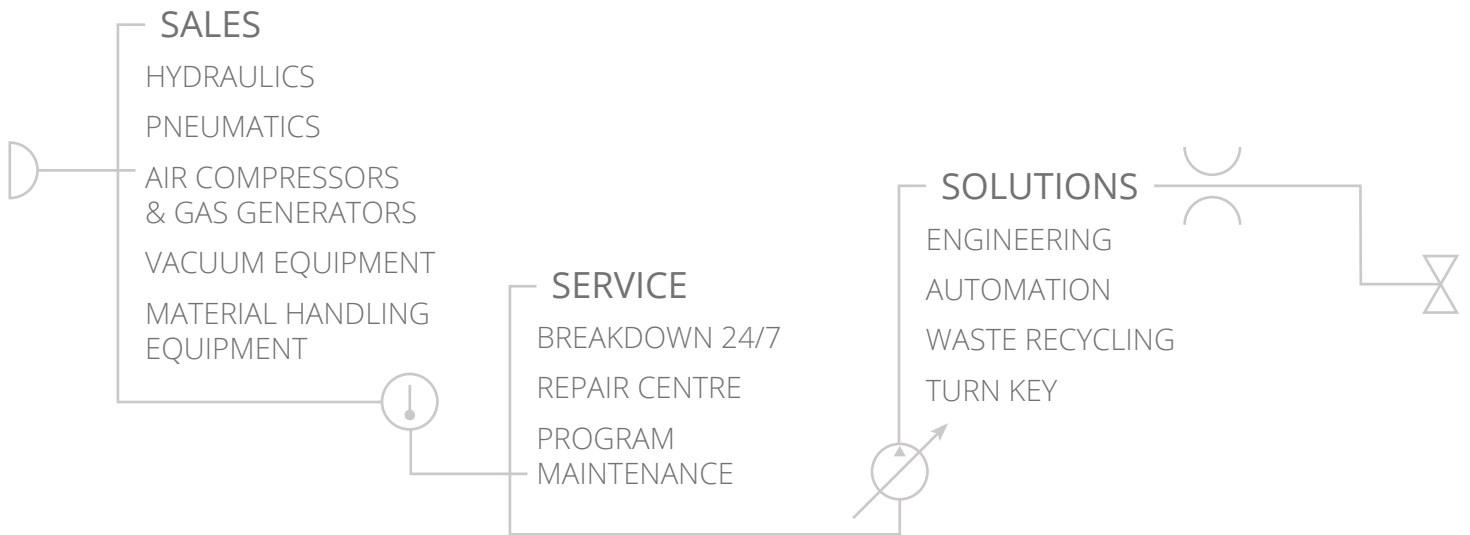 SALES
HYDRAULICS
PNEUMATICS
AIR COMPRESSORS
& GAS GENERATORS
VACUUM EQUIPMENT
MATERIAL HANDLING
EQUIPMENT
SERVICE
BREAKDOWN 24/7
REPAIR CENTRE
PROGRAM
MAINTENANCE
SOLUTIONS
ENGINEERING
AUTOMATION
WASTE RECYCLING
TURN KEY